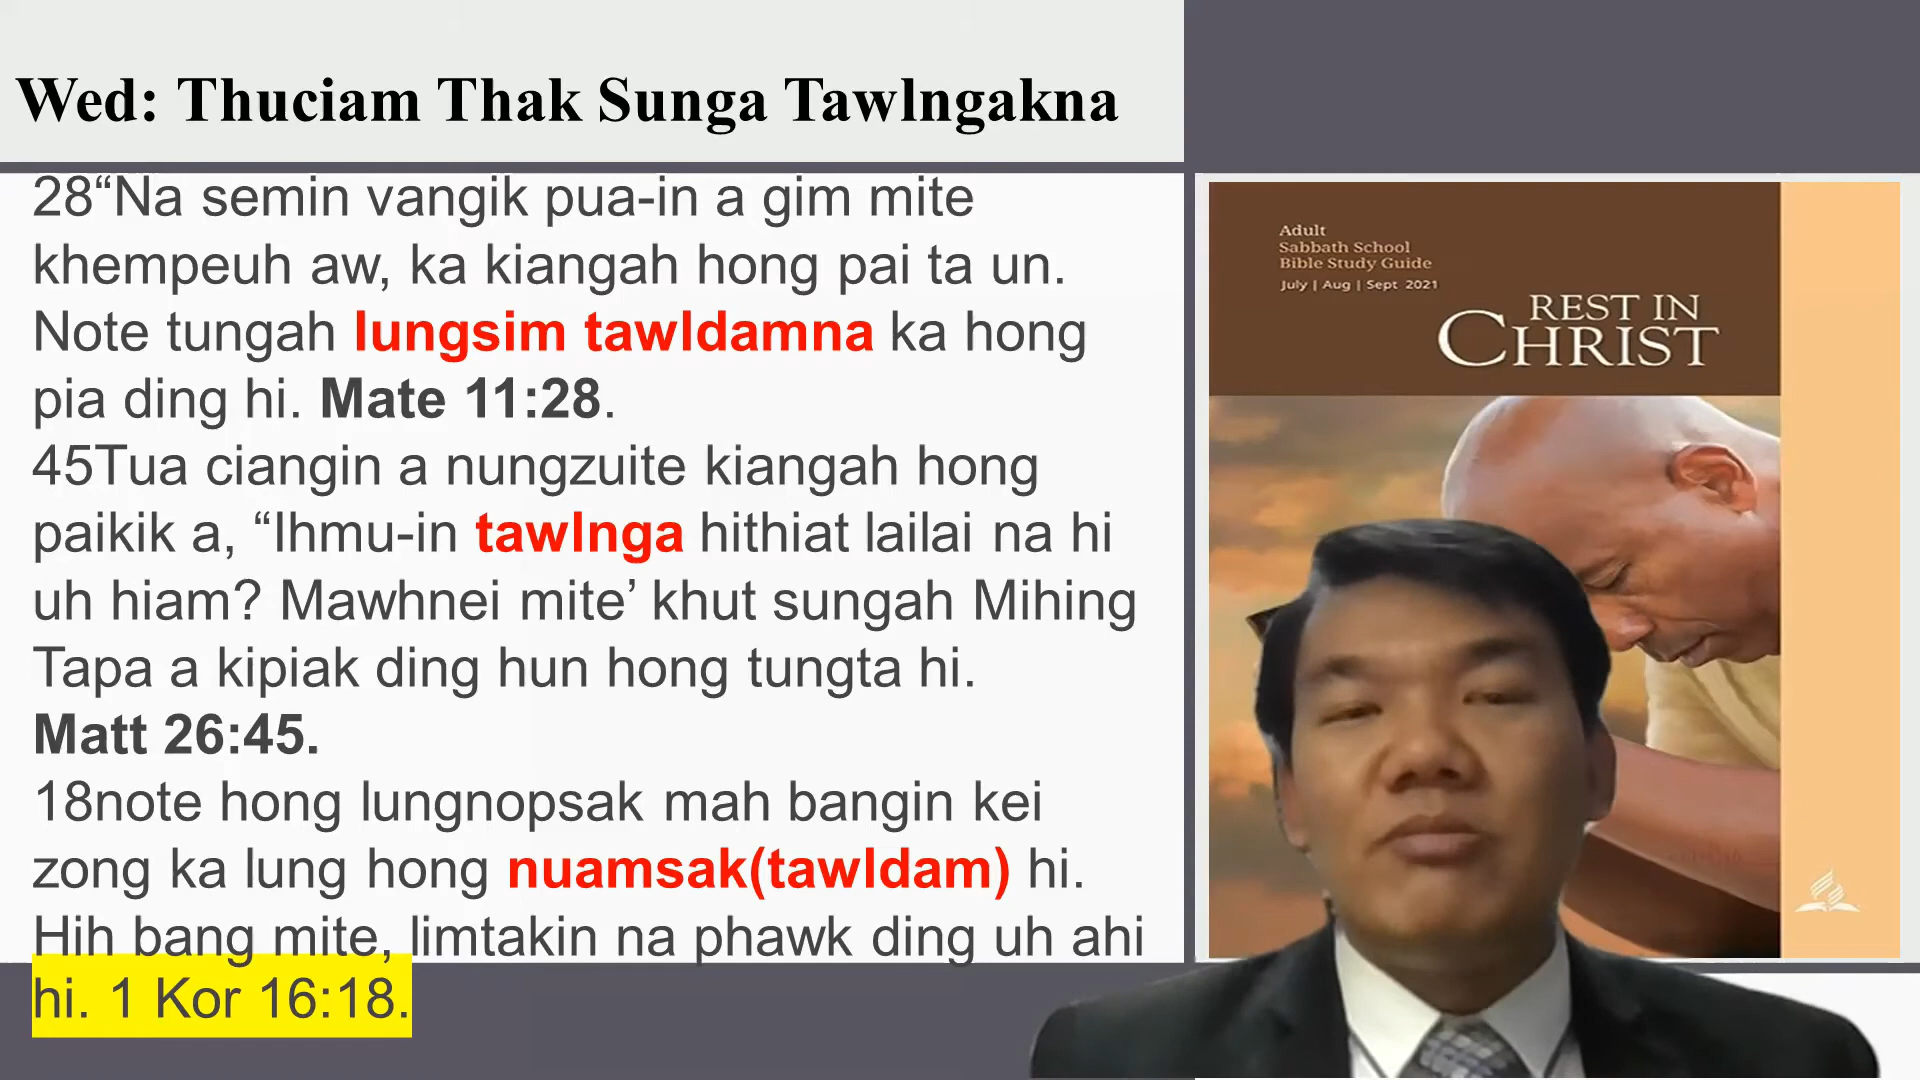 Wed: Thuciam Thak Sunga Tawlngakna
28“Na semin vangik pua-in a gim mite
khempeuh aw, ka kiangah hong pai ta un.
Note tungah lungsim tawldamna ka hong
pia ding hi. Mate 11:28.
45Tua ciangin a nungzuite kiangah hong
paikik a, “Ihmu-in tawlnga hithiat lailai na hi
uh hiam? Mawhnei mite’ khut sungah Mihing
Tapa a kipiak ding hun hong tungta hi.
Matt 26:45.
18note hong lungnopsak mah bangin kei
zong ka lung hong nuamsak(tawldam) hi.
Hih bang mite, limtakin na phawk ding uh ahi
hi. 1 Kor 16:18.
Adult
Sabbath School
Bible Study Guide
July | Aug | Sept 2021
REST IN
CHRIST